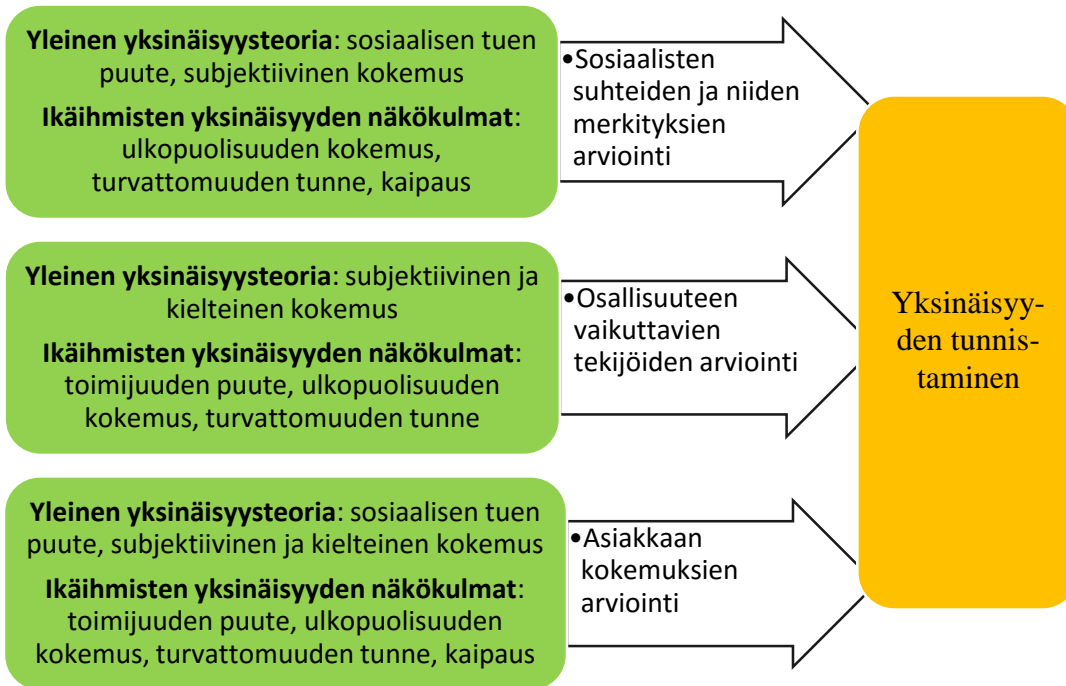 Yleinen yksinäisyysteoria: sosiaalisen tuen
puute, subjektiivinen kokemus
Ikäihmisten yksinäisyyden näkökulmat:
ulkopuolisuuden kokemus,
turvattomuuden tunne, kaipaus
•Sosiaalisten
suhteiden ja niiden
merkityksien
arviointi
Yleinen yksinäisyysteoria: subjektiivinen ja
kielteinen kokemus
Ikäihmisten yksinäisyyden näkökulmat:
toimijuuden puute, ulkopuolisuuden
kokemus, turvattomuuden tunne
•Osallisuuteen
vaikuttavien
tekijöiden arviointi
Yleinen yksinäisyysteoria: sosiaalisen tuen
puute, subjektiivinen ja kielteinen kokemus
Ikäihmisten yksinäisyyden näkökulmat:
toimijuuden puute, ulkopuolisuuden
kokemus, turvattomuuden tunne, kaipaus
•Asiakkaan
kokemuksien
arviointi
Yksinäisyy-
den tunnis-
taminen